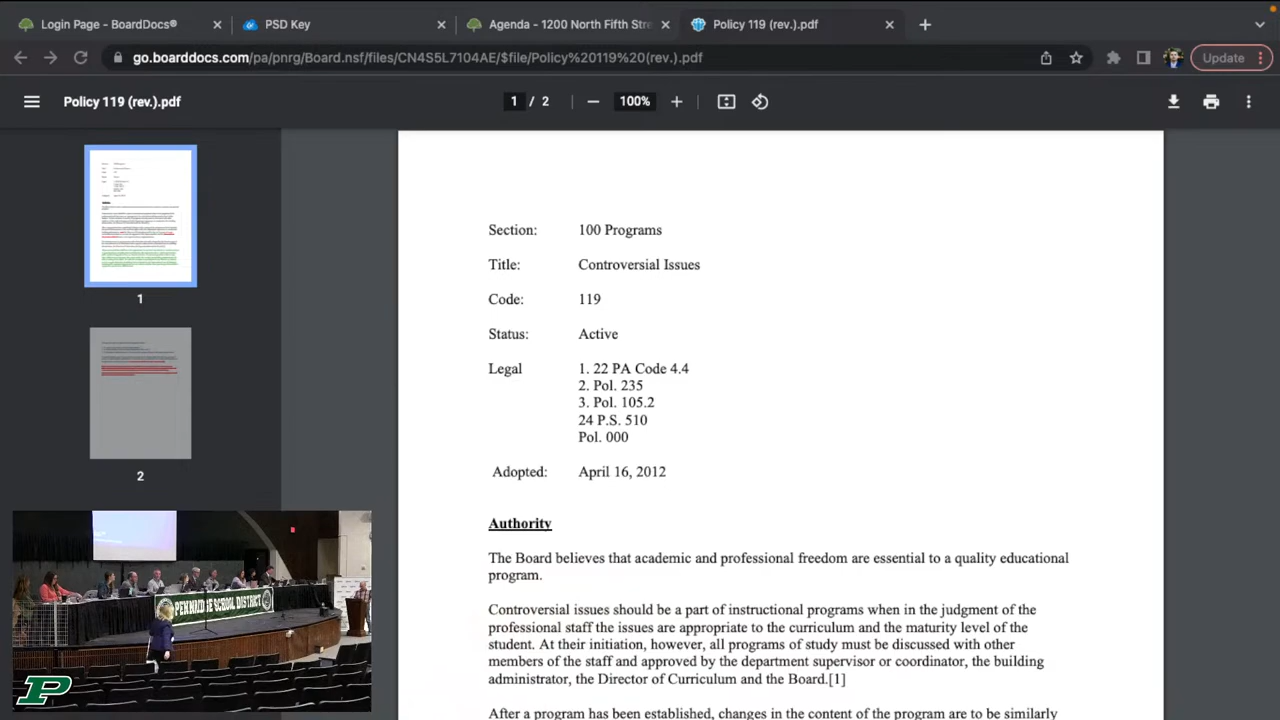 Login Page - BoardDocs®
PSD Key
Agenda - 1200 North Fifth Stre
Policy 119 (rev.).pdf
go.boarddocs.com/pa/pnrg/Board.nsf/files/CN4S5L7104AE/$file/Policy%20119%20(rev.).pdf
Update
Policy 119 (rev.).pdf
1 / 2
100%
1
2
Section: 100 Programs
Title: Controversial Issues
Code: 119
Status: Active
Legal 1. 22 PA Code 4.4
2. Pol. 235
3. Pol. 105.2
24 P.S. 510
Pol. 000
Adopted: April 16, 2012
Authority
The Board believes that academic and professional freedom are essential to a quality educational
program.
Controversial issues should be a part of instructional programs when in the judgment of the
professional staff the issues are appropriate to the curriculum and the maturity level of the
student. At their initiation, however, all programs of study must be discussed with other
members of the staff and approved by the department supervisor or coordinator, the building
administrator, the Director of Curriculum and the Board.[1]
After a program has been established, changes in the content of the program are to be similarly
PENNRIDGE SCHOOL DISTRICT
P